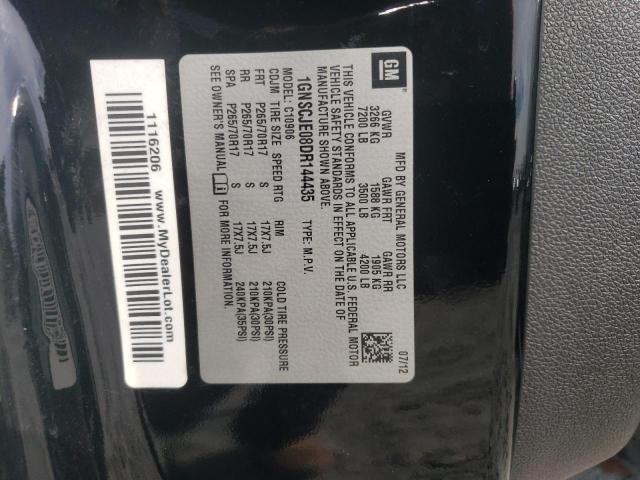 GM
MFD BY GENERAL MOTORS LLC
07/12
GVWR GAWR FRT GAWR RR
3266 KG 1588 KG 1905 KG
7200 LB 3500 LB 4200 LB
THIS VEHICLE CONFORMS TO ALL APPLICABLE U.S. FEDERAL MOTOR
VEHICLE SAFETY STANDARDS IN EFFECT ON THE DATE OF
MANUFACTURE SHOWN ABOVE.
1GNSCJE08DR144435 TYPE: M.P.V.
MODEL: C10906
CDJM TIRE SIZE SPEED RTG RIM COLD TIRE PRESSURE
FRT P265/70R17 S 17X7.5J 210KPA(30PSI)
RR P265/70R17 S 17X7.5J 210KPA(30PSI)
SPA P265/70R17 S 17X7.5J 240KPA(35PSI)
SEE OWNER'S MANUAL FOR MORE INFORMATION.
1116206 www.MyDealerLot.com